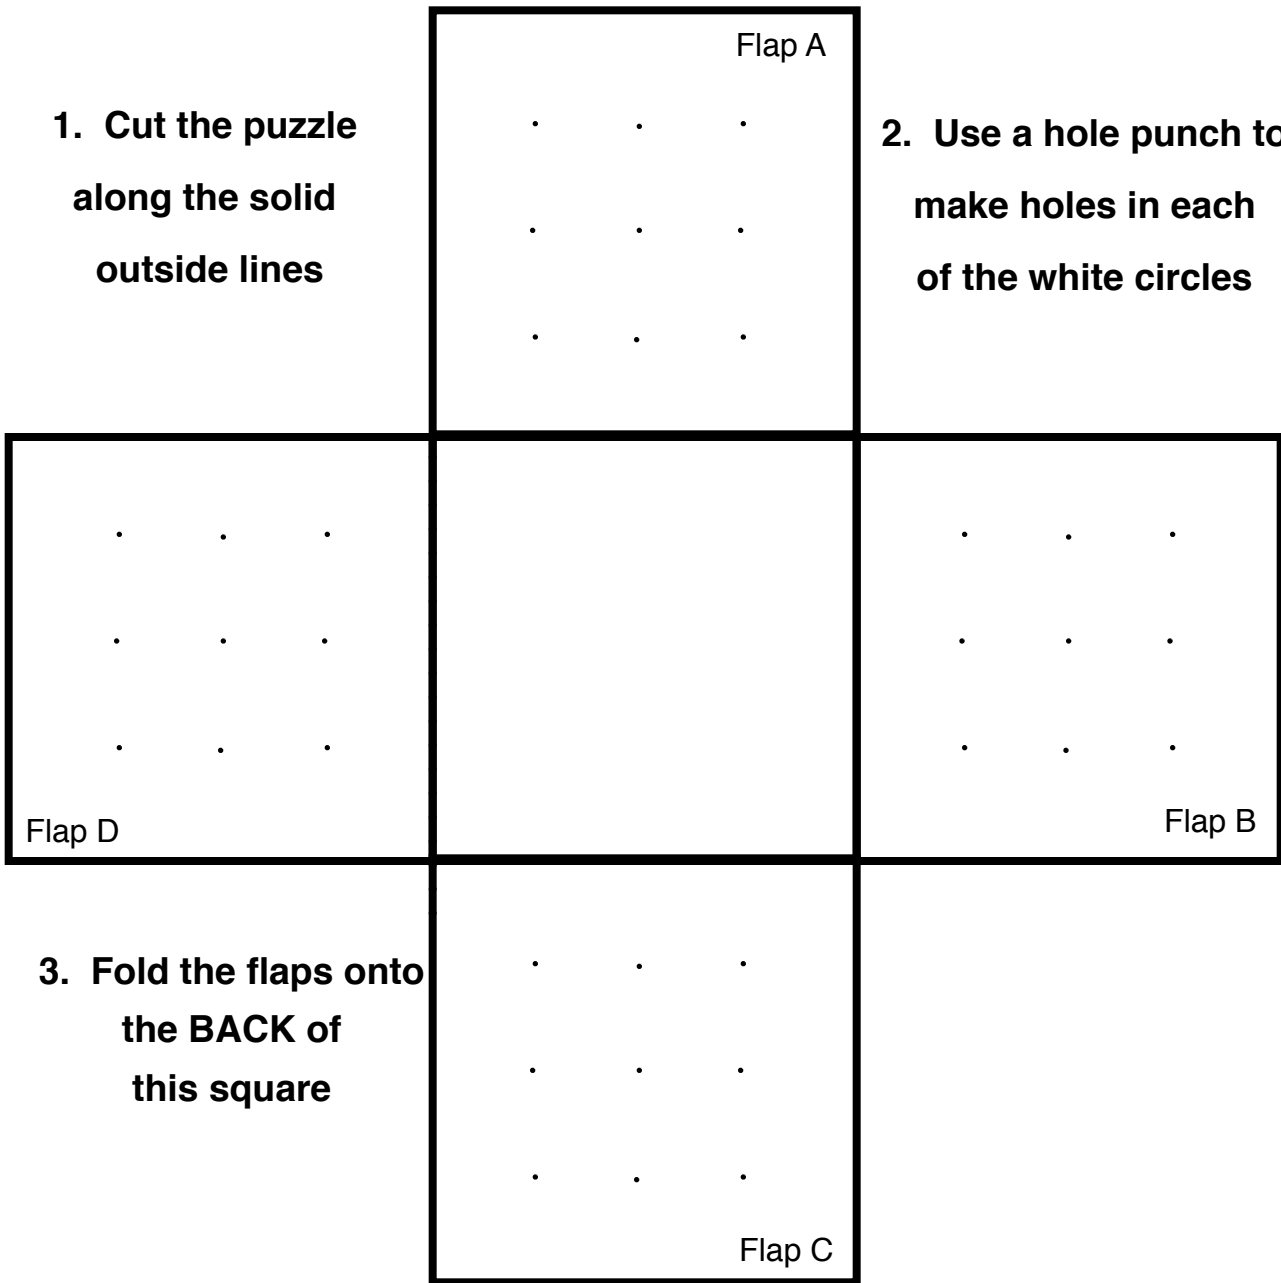 Flap A
1. Cut the puzzle
along the solid
outside lines
2. Use a hole punch to
make holes in each
of the white circles
Flap D
Flap B
3. Fold the flaps onto
the BACK of
this square
Flap C